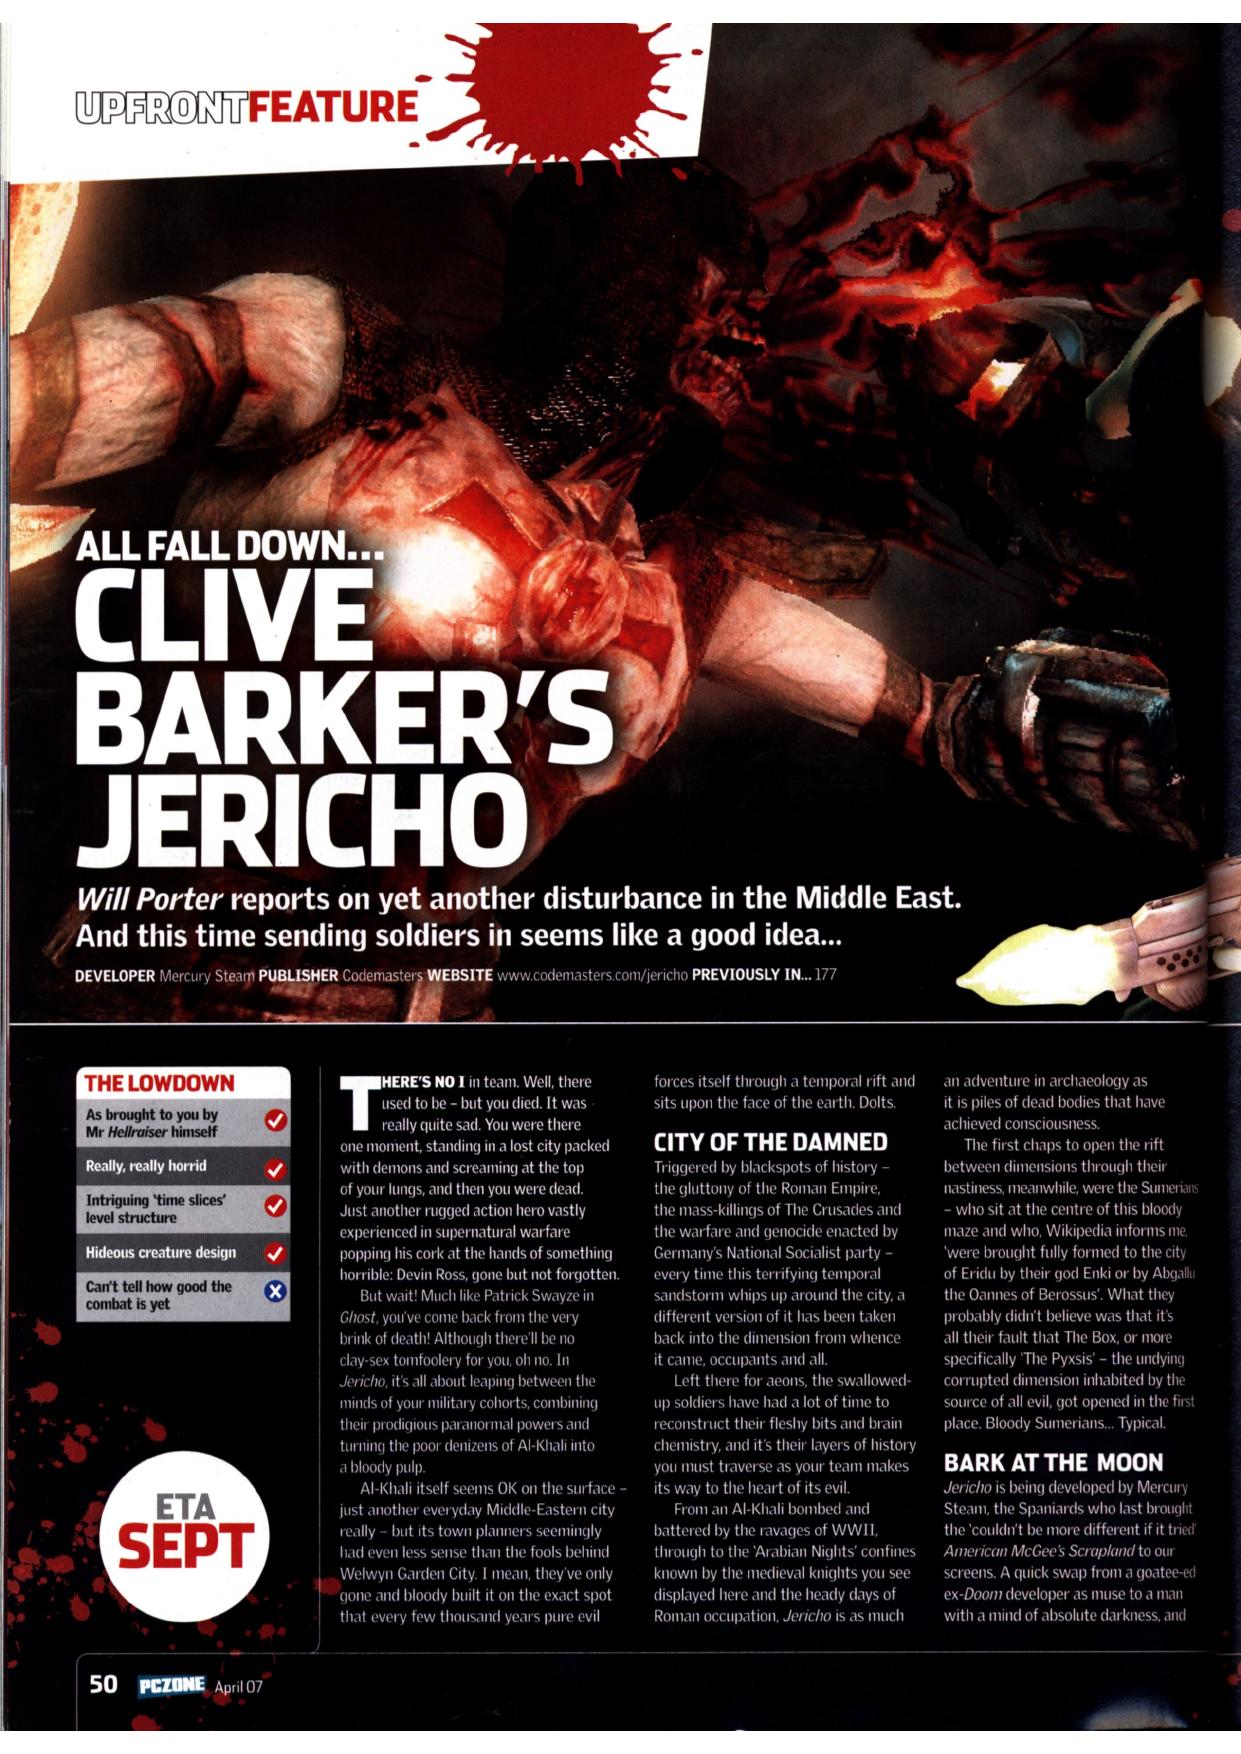 UPFRONTFEATURE
ALL FALL DOWN...
CLIVE
BARKER'S
JERICHO
Will Porter reports on yet another disturbance in the Middle East.
And this time sending soldiers in seems like a good idea...
DEVELOPER Mercury Steam PUBLISHER Codemasters WEBSITE www.codemasters.com/jericho PREVIOUSLY IN... 177
THE LOWDOWN
As brought to you by
Mr Hellraiser himself
Really, really horrid
Intriguing 'time slices'
level structure
Hideous creature design
Can't tell how good the
combat is yet
ETA
SEPT
THERE'S NO I in team. Well, there
used to be – but you died. It was
really quite sad. You were there
one moment, standing in a lost city packed
with demons and screaming at the top
of your lungs, and then you were dead.
Just another rugged action hero vastly
experienced in supernatural warfare
popping his cork at the hands of something
horrible: Devin Ross, gone but not forgotten.
But wait! Much like Patrick Swayze in
Ghost, you've come back from the very
brink of death! Although there'll be no
clay-sex tomfoolery for you, oh no. In
Jericho, it's all about leaping between the
minds of your military cohorts, combining
their prodigious paranormal powers and
turning the poor denizens of Al-Khali into
a bloody pulp.
Al-Khali itself seems OK on the surface –
just another everyday Middle-Eastern city
really – but its town planners seemingly
had even less sense than the fools behind
Welwyn Garden City. I mean, they've only
gone and bloody built it on the exact spot
that every few thousand years pure evil
forces itself through a temporal rift and
sits upon the face of the earth. Dolts.
CITY OF THE DAMNED
Triggered by blackspots of history –
the gluttony of the Roman Empire,
the mass-killings of The Crusades and
the warfare and genocide enacted by
Germany's National Socialist party –
every time this terrifying temporal
sandstorm whips up around the city, a
different version of it has been taken
back into the dimension from whence
it came, occupants and all.
Left there for aeons, the swallowed-
up soldiers have had a lot of time to
reconstruct their fleshy bits and brain
chemistry, and it's their layers of history
you must traverse as your team makes
its way to the heart of its evil.
From an Al-Khali bombed and
battered by the ravages of WWII,
through to the 'Arabian Nights' confines
known by the medieval knights you see
displayed here and the heady days of
Roman occupation, Jericho is as much
an adventure in archaeology as
it is piles of dead bodies that have
achieved consciousness.
The first chaps to open the rift
between dimensions through their
nastiness, meanwhile, were the Sumerians
– who sit at the centre of this bloody
maze and who, Wikipedia informs me,
'were brought fully formed to the city
of Eridu by their god Enki or by Abgallu
the Oannes of Berossus'. What they
probably didn't believe was that it's
all their fault that The Box, or more
specifically 'The Pyxsis' – the undying
corrupted dimension inhabited by the
source of all evil, got opened in the first
place. Bloody Sumerians... Typical.
BARK AT THE MOON
Jericho is being developed by Mercury
Steam, the Spaniards who last brought
the 'couldn't be more different if it tried'
American McGee's Scrapland to our
screens. A quick swap from a goatee-ed
ex-Doom developer as muse to a man
with a mind of absolute darkness, and
50 PCZONE April 07